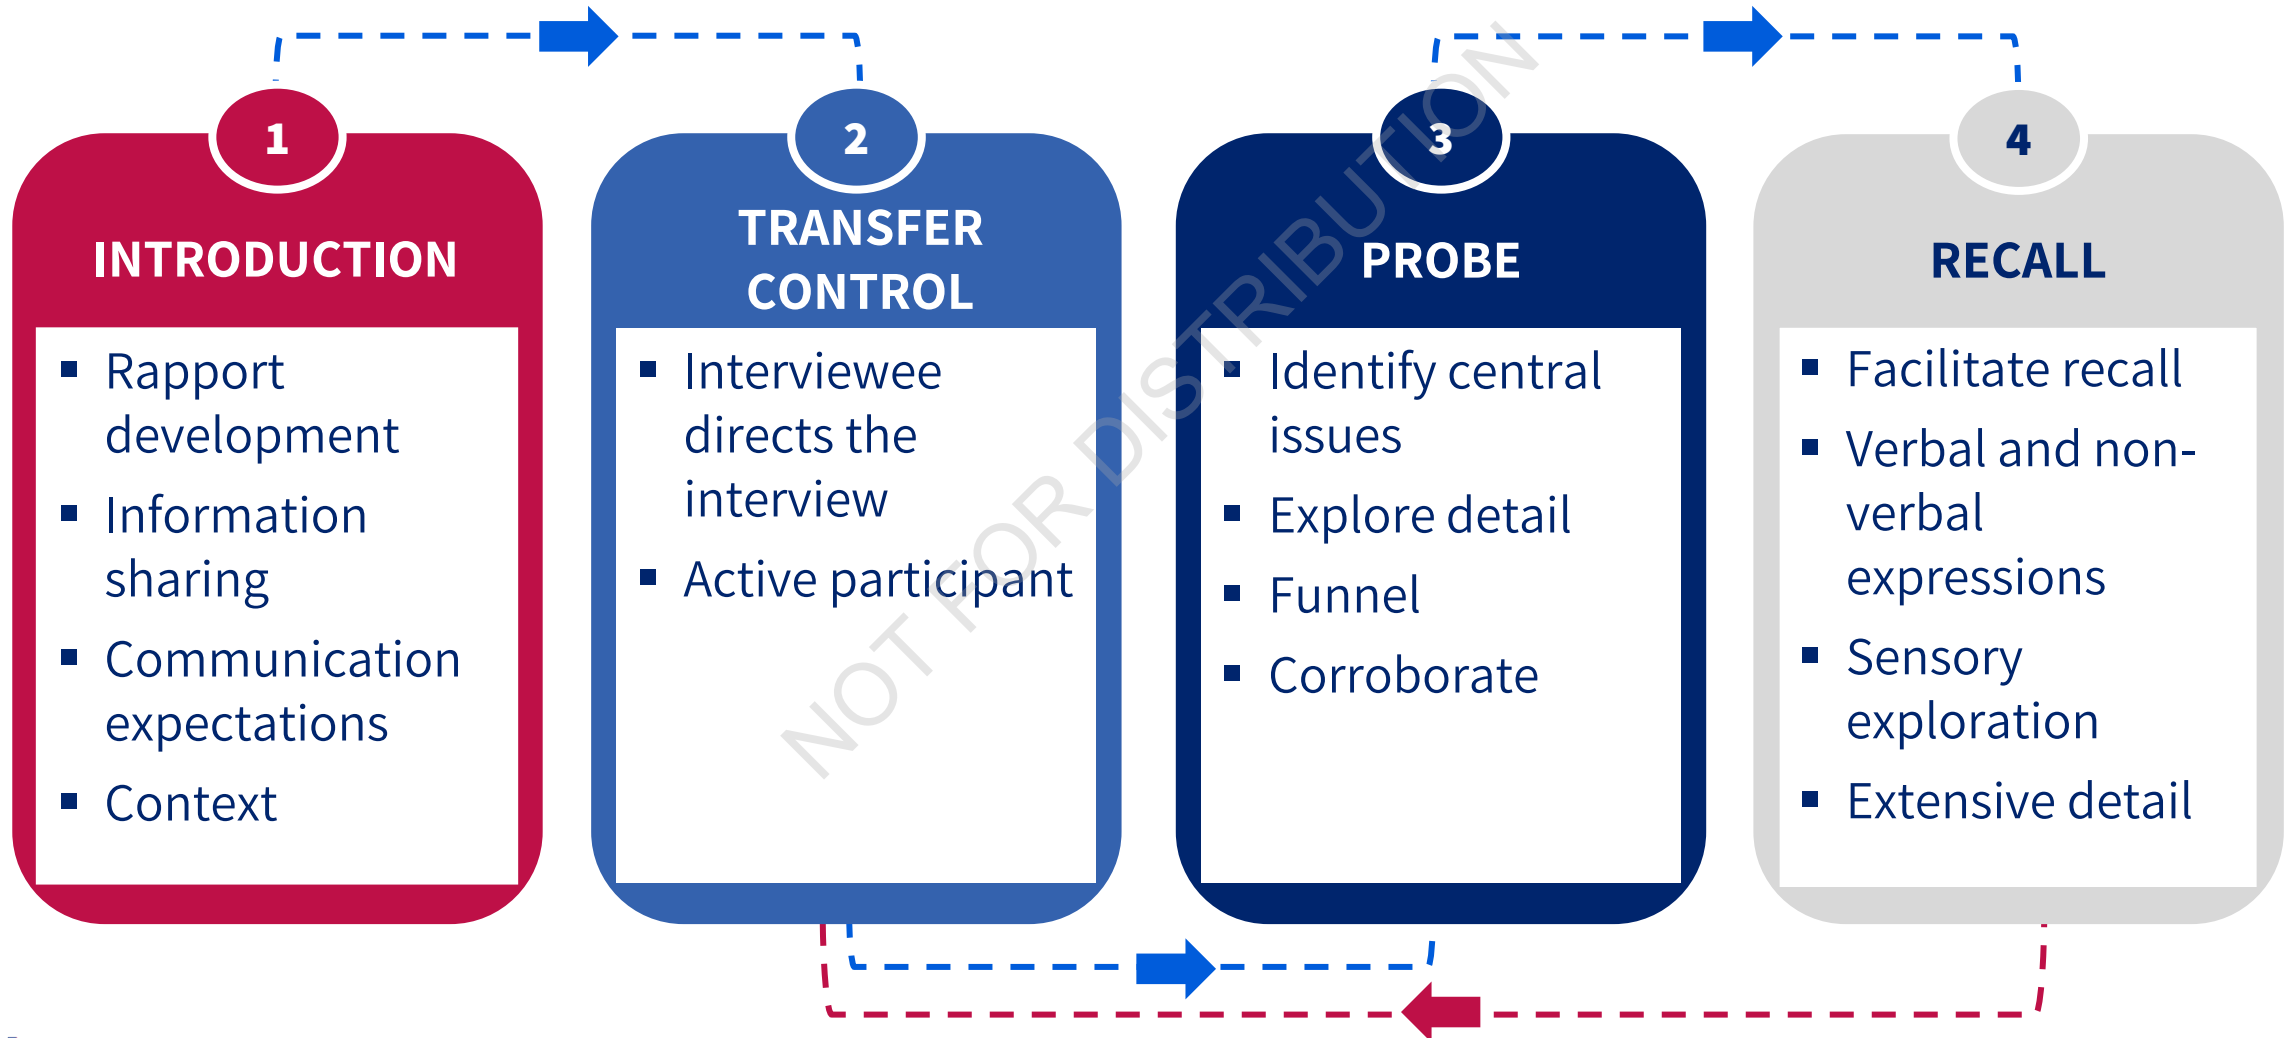 1
INTRODUCTION
▪ Rapport
development
▪ Information
sharing
▪ Communication
expectations
▪ Context
2
TRANSFER
CONTROL
▪ Interviewee
directs the
interview
▪ Active participant
3
PROBE
▪ Identify central
issues
▪ Explore detail
▪ Funnel
▪ Corroborate
4
RECALL
▪ Facilitate recall
▪ Verbal and non-
verbal
expressions
▪ Sensory
exploration
▪ Extensive detail
NOT FOR DISTRIBUTION